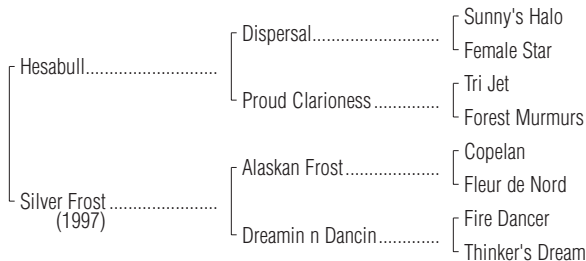 Sunny's Halo
Dispersal..........................
Female Star
Hesabull...........................
Tri Jet
Proud Clarioness..............
Forest Murmurs
Copelan
Alaskan Frost....................
Fleur de Nord
Silver Frost......................
(1997)
Fire Dancer
Dreamin n Dancin.............
Thinker's Dream